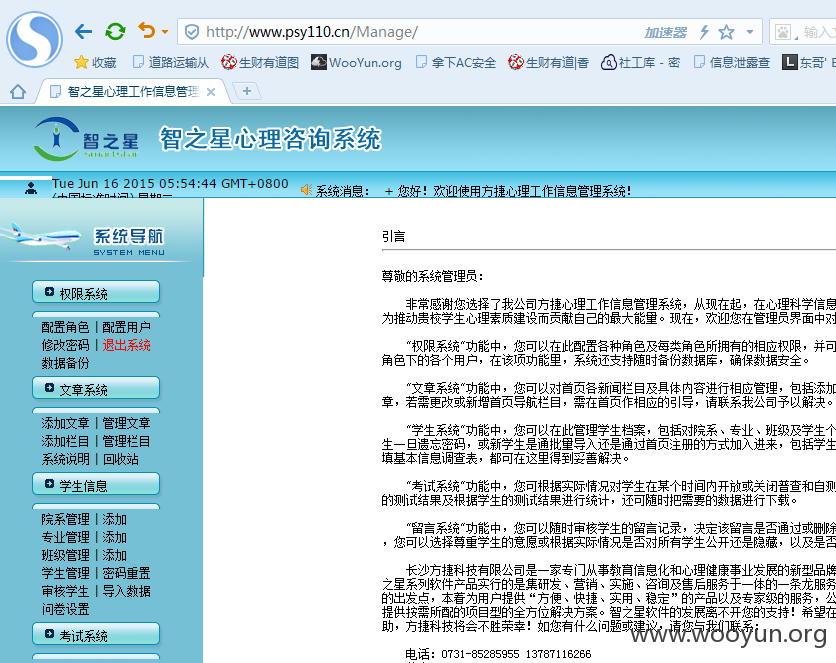 http://www.psy110.cn/Manage/
加速器
输入文
收藏 道路运输从 生财有道图 WooYun.org 拿下AC安全 生财有道|香 社工库 - 密 信息泄露查 L 东哥' E
智之星心理工作信息管理 × +
智之星
智之星心理咨询系统
Tue Jun 16 2015 05:54:44 GMT+0800
系统消息： + 您好！欢迎使用方捷心理工作信息管理系统！
系统导航
SYSTEM MENU
权限系统
配置角色 | 配置用户
修改密码 | 退出系统
数据备份
文章系统
添加文章 | 管理文章
添加栏目 | 管理栏目
系统说明 | 回收站
学生信息
院系管理 | 添加
专业管理 | 添加
班级管理 | 添加
学生管理 | 密码重置
审核学生 | 导入数据
问卷设置
考试系统
引言
尊敬的系统管理员：
非常感谢您选择了我公司方捷心理工作信息管理系统，从现在起，在心理科学信息
为推动贵校学生心理素质建设而贡献自己的最大能量。现在，欢迎您在管理员界面中对
“权限系统”功能中，您可以在此配置各种角色及每类角色所拥有的相应权限，并可
角色下的各个用户，在该项功能里，系统还支持随时备份数据库，确保数据安全。
“文章系统”功能中，您可以对首页各新闻栏目及具体内容进行相应管理，包括添加
章，若需更改或新增首页导航栏目，需在首页作相应的引导，请联系我公司予以解决。
“学生系统”功能中，您可以在此管理学生档案，包括对院系、专业、班级及学生个
生一旦遗忘密码，或新学生是通批量导入还是通过首页注册的方式加入进来，包括学生
填基本信息调查表，都可在这里得到妥善解决。
“考试系统”功能中，您可根据实际情况对学生在某个时间内开放或关闭普查和自测
的测试结果及根据学生的测试结果进行统计，还可随时把需要的数据进行下载。
“留言系统”功能中，您可以随时审核学生的留言记录，决定该留言是否通过或删除
，您可以选择尊重学生的意愿或根据实际情况是否对所有学生公开还是隐藏，以及是否
长沙方捷科技有限公司是一家专门从事教育信息化和心理健康事业发展的新型品牌
之星系列软件产品实行的是集研发、营销、实施、咨询及售后服务于一体的一条龙服务
的出发点，本着为用户提供“方便、快捷、实用、稳定”的产品以及专家级的服务，公
提供按需所配的项目型的全方位解决方案。智之星软件的发展离不开您的支持！希望在
助，方捷科技将会不胜荣幸！如您有什么问题或建议，请您与我们联系：
www.wooyun.org
电话：0731-85285955 13787116266